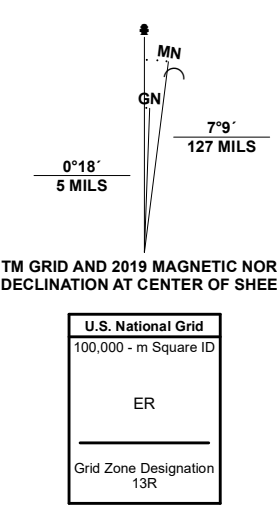 MN
GN
7°9´
127 MILS
0°18´
5 MILS
TM GRID AND 2019 MAGNETIC NOR
DECLINATION AT CENTER OF SHEE
U.S. National Grid
100,000 - m Square ID
ER
Grid Zone Designation
13R